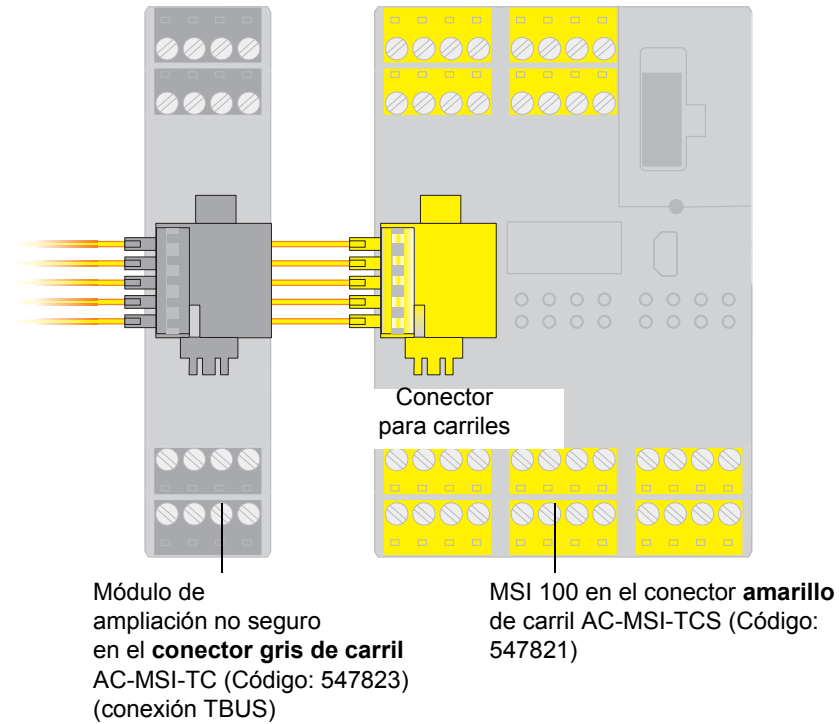 Conector
para carriles
Módulo de
ampliación no seguro
en el conector gris de carril
AC-MSI-TC (Código: 547823)
(conexión TBUS)
MSI 100 en el conector amarillo
de carril AC-MSI-TCS (Código:
547821)